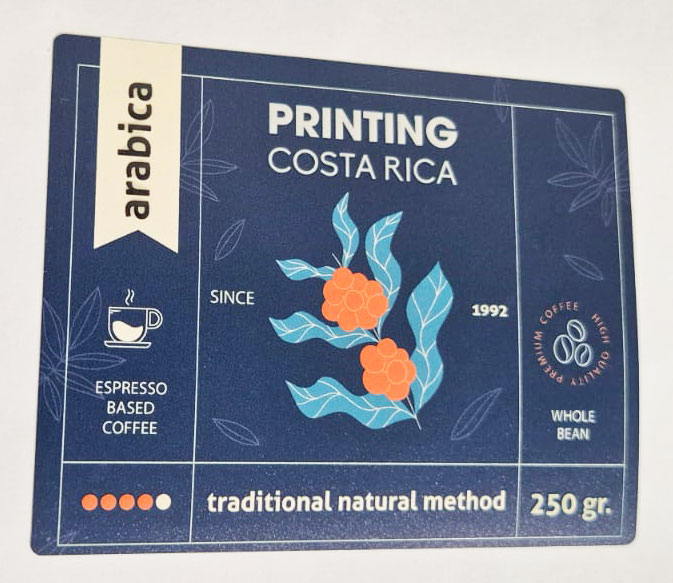 arabica
PRINTING
COSTA RICA
SINCE
1992
ESPRESSO
BASED
COFFEE
PREMIUM COFFEE HIGH QUALITY
WHOLE
BEAN
traditional natural method
250 gr.